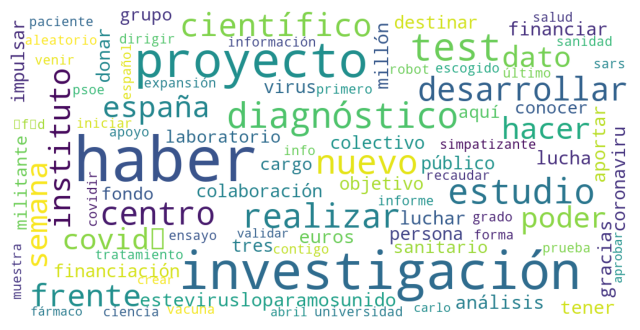 paciente
grupo
científico
destinar
salud
financiar
impulsar
aleatorio
dirigir
donar
información
millón
test
dato
sanidad
venir
español
proyecto
robot
escogido
último
sars
psoe
expansión
virus
primero
desarrollar
instituto
españa
diagnóstico
aquí
conocer
hacer
aportar
coronaviru
militante
iniciar
apoyo
laboratorio
colectivo
simpatizante
lucha
semana
haber
info
cargo
nuevo
público
recaudar
covidir
fondo
colaboración
objetivo
informe
estudio
centro
realizar
luchar
persona
grado
forma
poder
gracias
covid
ensayo
validar
tres
euros
sanitario
prueba
aprobar
muestra
tratamiento
contigo
financiación
crear
investigación
análisis
frente
estevirusloparamosunido
tener
fármaco
ciencia
vacuna
abril
universidad
carlo